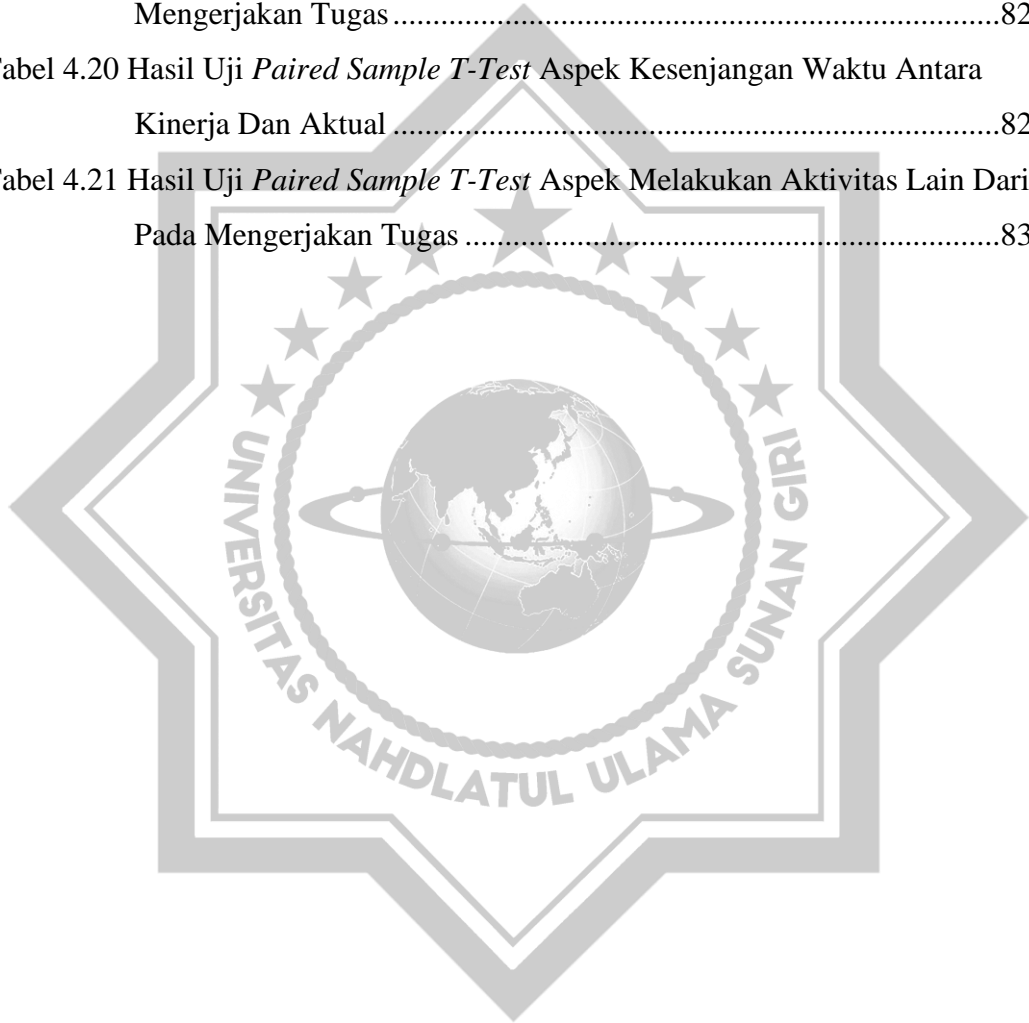 Mengerjakan Tugas............................................................................82
abel 4.20 Hasil Uji Paired Sample T-Test Aspek Kesenjangan Waktu Antara
Kinerja Dan Aktual............................................................................82
abel 4.21 Hasil Uji Paired Sample T-Test Aspek Melakukan Aktivitas Lain Dari
Pada Mengerjakan Tugas...................................................................83
UNIVERSITAS NAHDLATUL ULAMA SUNAN GIRI